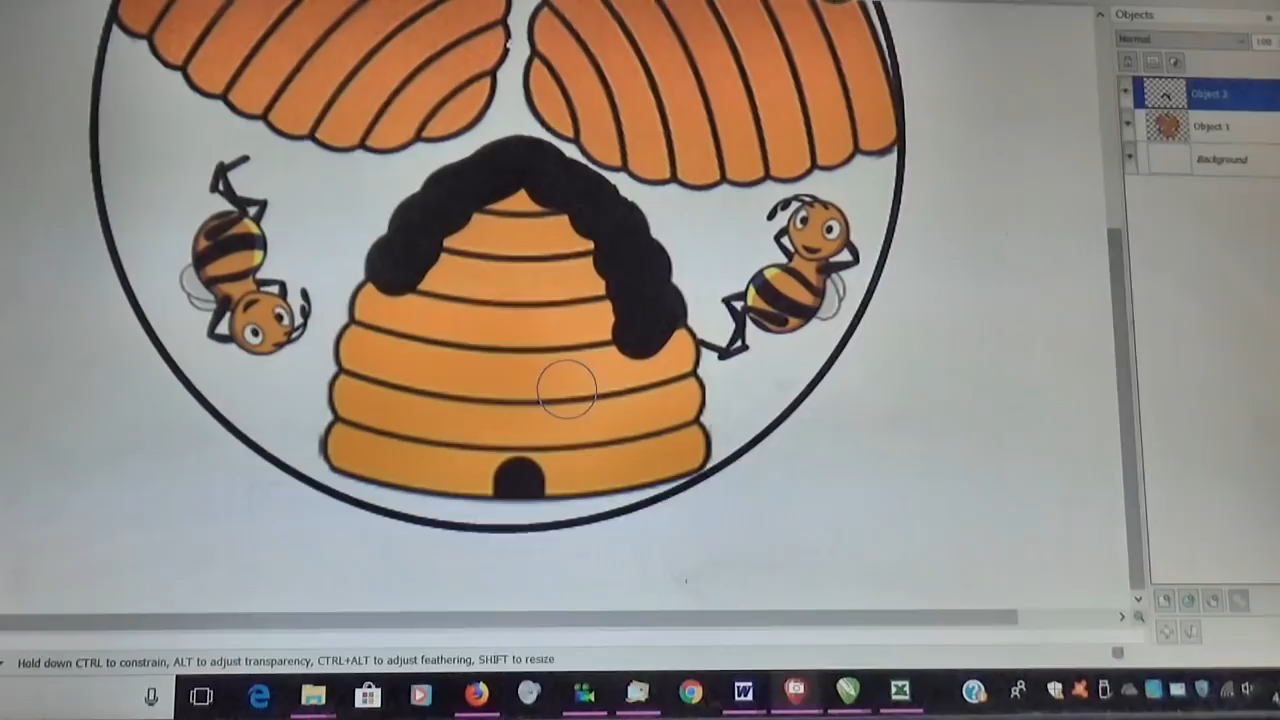 Objects
Normal
100
Object 2
Object 1
Background
Hold down CTRL to constrain, ALT to adjust transparency, CTRL+ALT to adjust feathering, SHIFT to resize